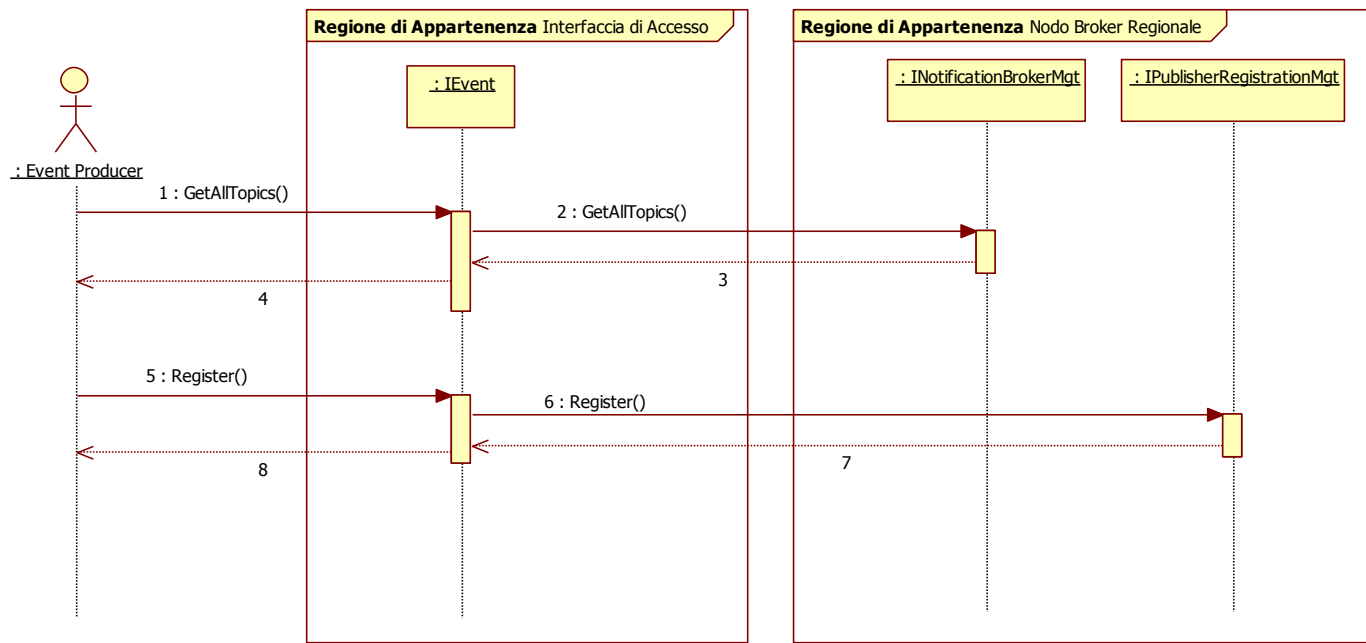 Regione di Appartenenza Interfaccia di Accesso
Regione di Appartenenza Nodo Broker Regionale
: IEvent
: INotificationBrokerMgt
: IPublisherRegistrationMgt
: Event Producer
1 : GetAllTopics()
2 : GetAllTopics()
3
4
5 : Register()
6 : Register()
7
8